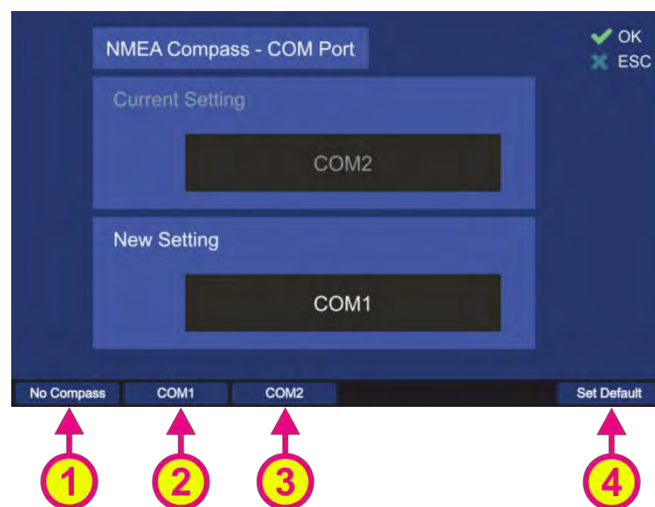 NMEA Compass - COM Port
OK
ESC
Current Setting
COM2
New Setting
COM1
No Compass COM1 COM2 Set Default
1 2 3 4